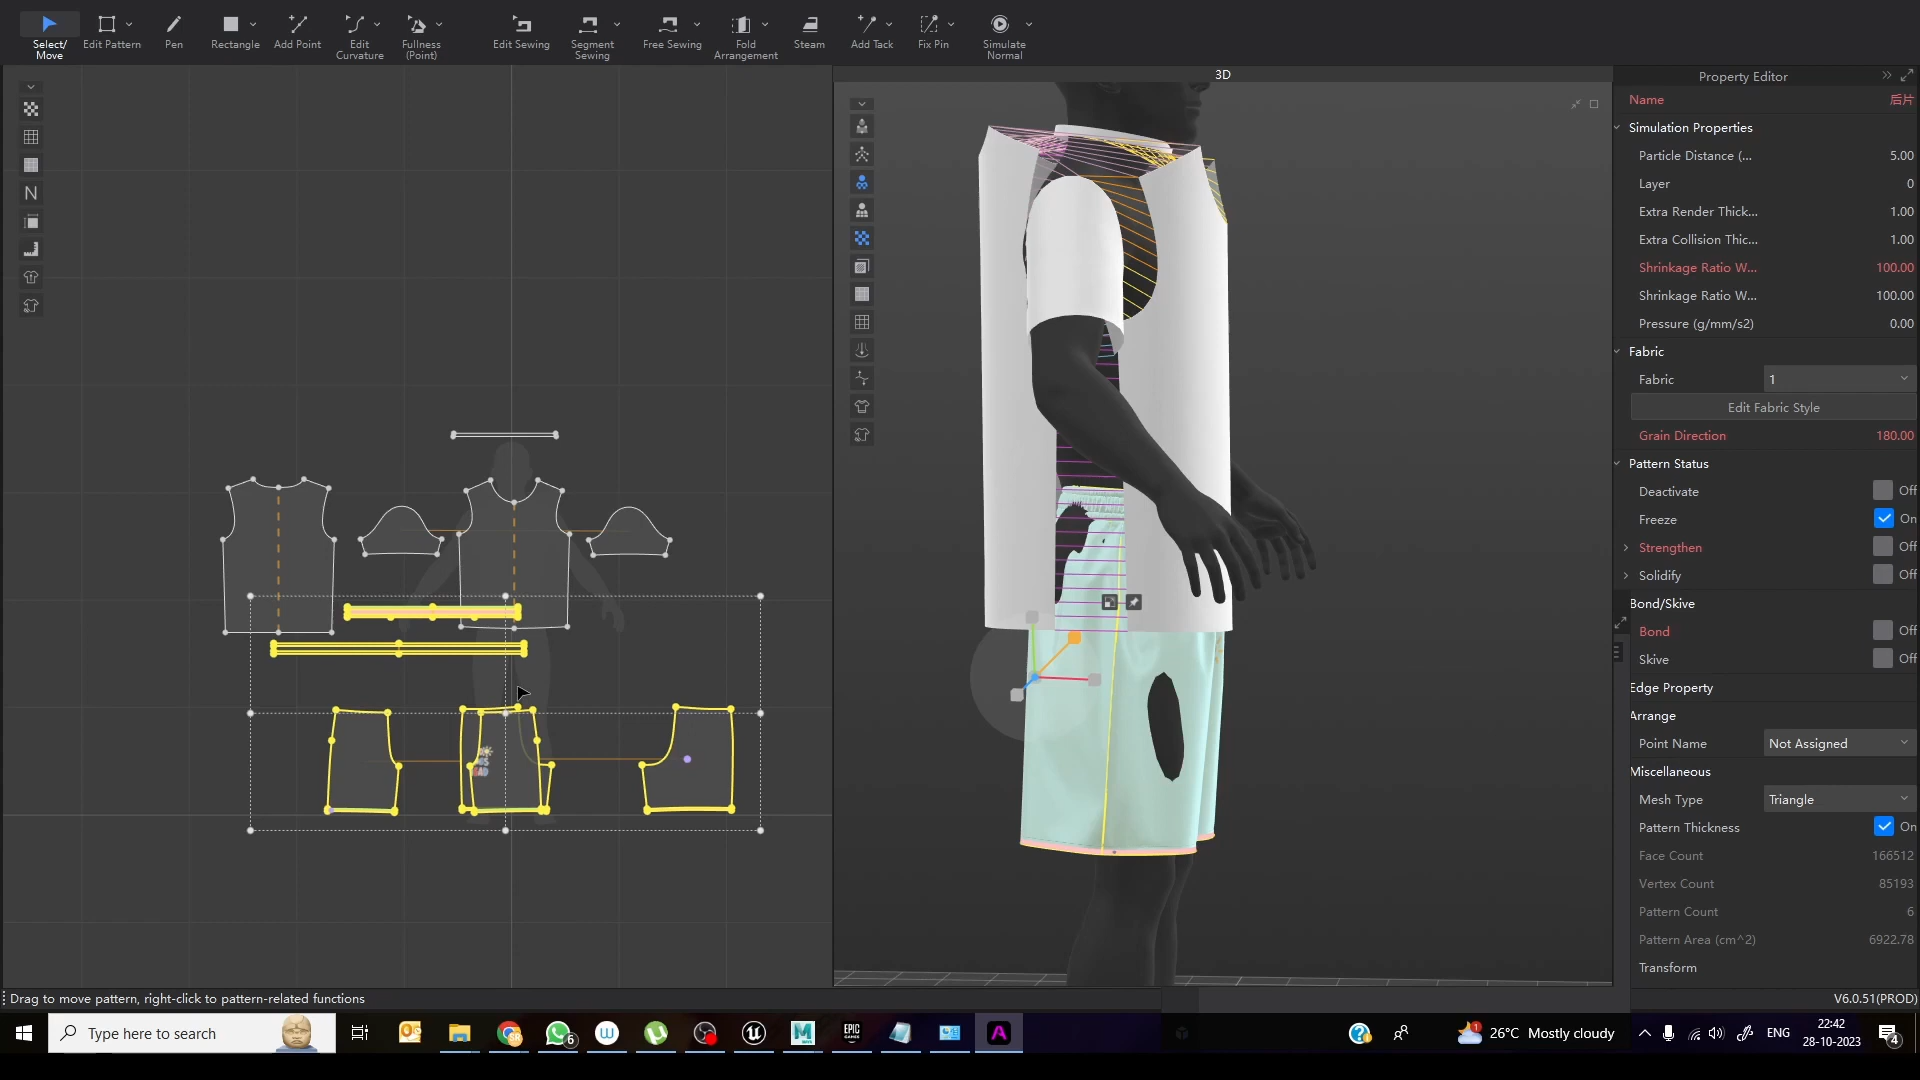 Select/
Move
Edit Pattern
Pen
Rectangle
Add Point
Edit
Curvature
Fullness
(Point)
Edit Sewing
Segment
Sewing
Free Sewing
Fold
Arrangement
Steam
Add Tack
Fix Pin
Simulate
Normal
3D
Property Editor
Name 后片
Simulation Properties
Particle Distance (... 5.00
Layer 0
Extra Render Thick... 1.00
Extra Collision Thic... 1.00
Shrinkage Ratio W... 100.00
Shrinkage Ratio W... 100.00
Pressure (g/mm/s2) 0.00
Fabric
Fabric 1
Edit Fabric Style
Grain Direction 180.00
Pattern Status
Deactivate Off
Freeze On
Strengthen Off
Solidify Off
Bond/Skive
Bond Off
Skive Off
Edge Property
Arrange
Point Name Not Assigned
Miscellaneous
Mesh Type Triangle
Pattern Thickness On
Face Count 166512
Vertex Count 85193
Pattern Count 6
Pattern Area (cm^2) 6922.78
Transform
Drag to move pattern, right-click to pattern-related functions
V6.0.51(PROD)
Type here to search
6
26°C Mostly cloudy
ENG
22:42
28-10-2023
4